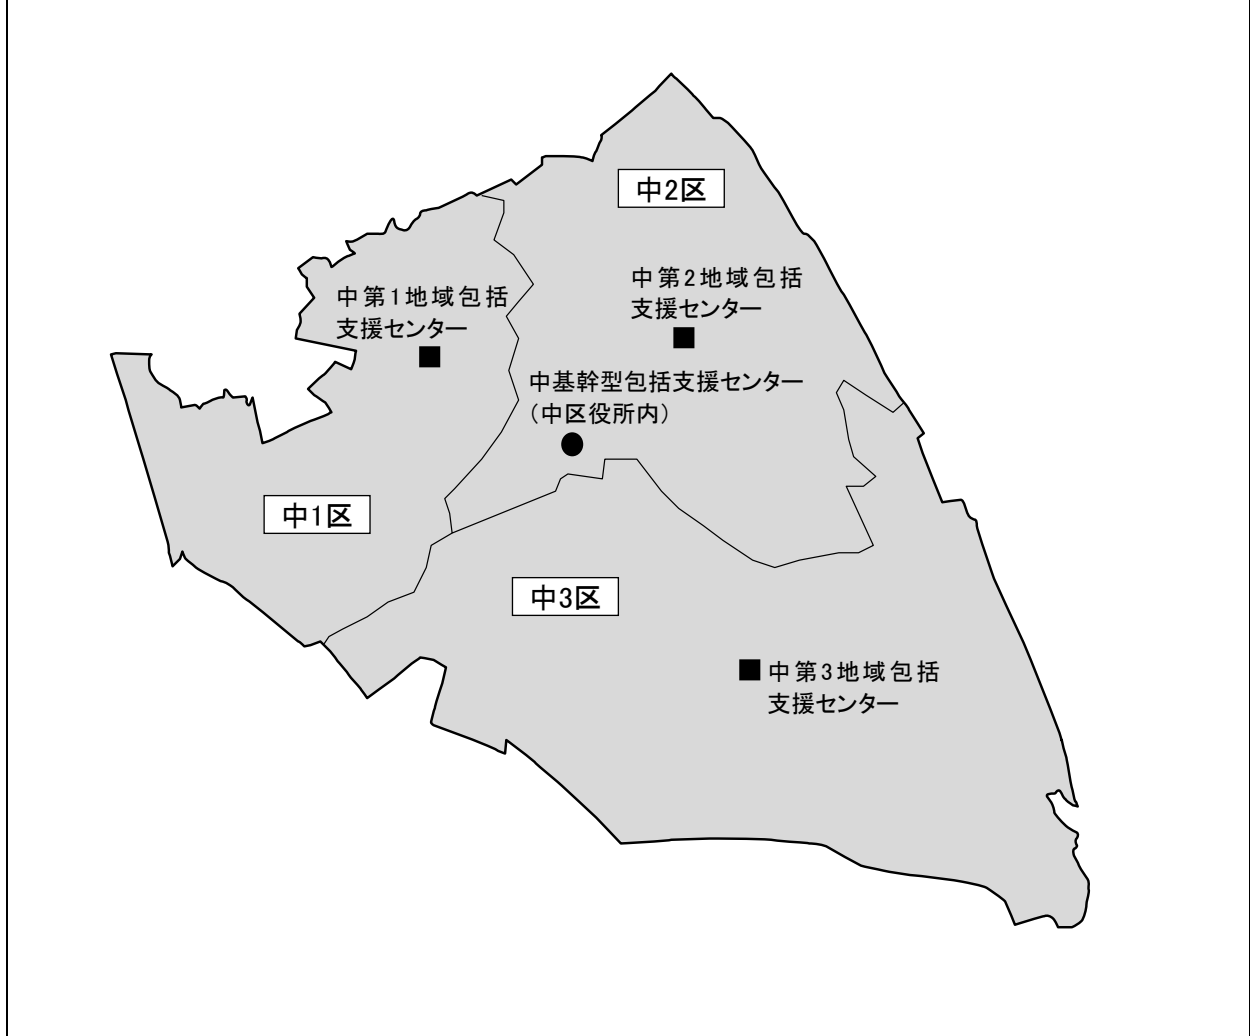 中2区
中第2地域包括
支援センター
中第1地域包括
支援センター
中基幹型包括支援センター
（中区役所内）
中1区
中3区
中第3地域包括
支援センター